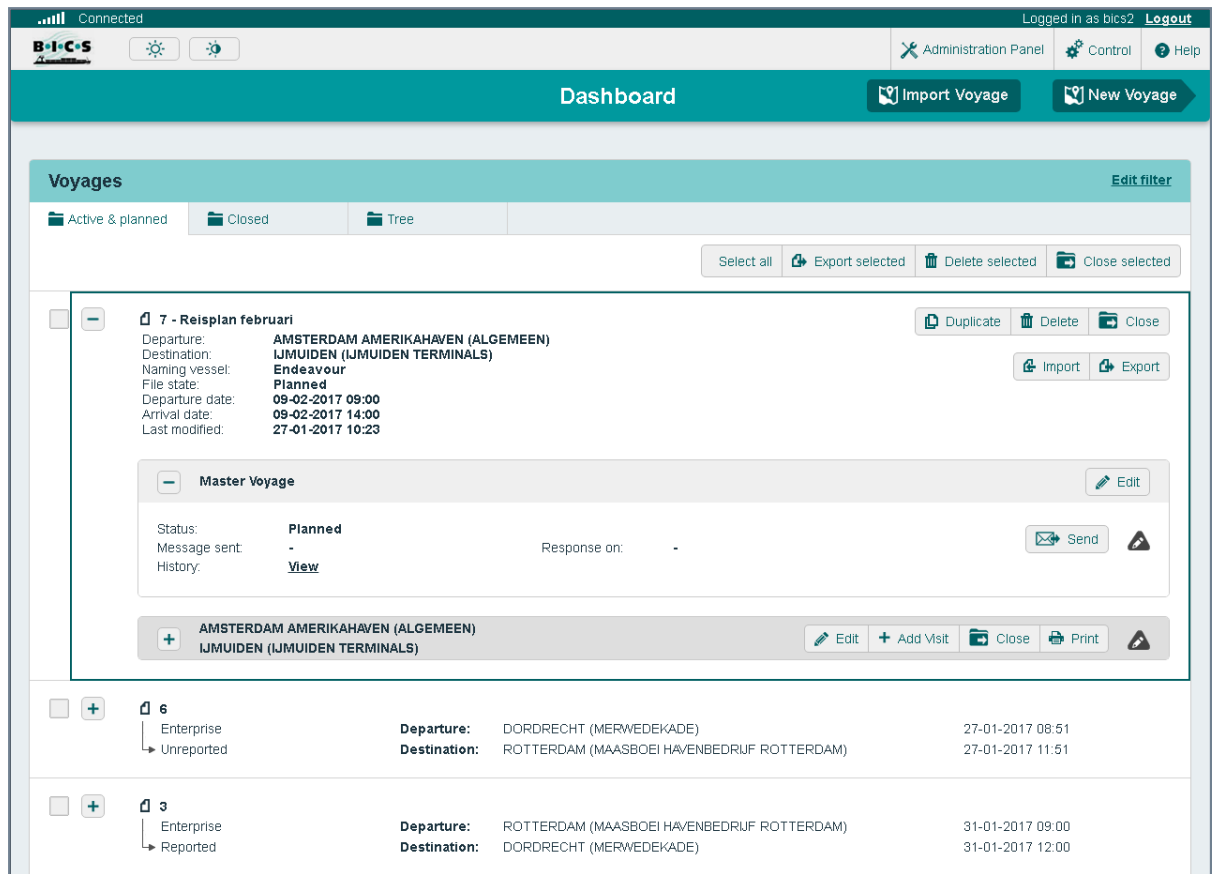 Connected Logged in as bics2 Logout
B·I·C·S Administration Panel Control Help
Dashboard Import Voyage New Voyage
Voyages Edit filter
Active & planned Closed Tree
Select all Export selected Delete selected Close selected
7 - Reisplan februari Duplicate Delete Close
Departure: AMSTERDAM AMERIKAHAVEN (ALGEMEEN)
Destination: IJMUIDEN (IJMUIDEN TERMINALS)
Naming vessel: Endeavour Import Export
File state: Planned
Departure date: 09-02-2017 09:00
Arrival date: 09-02-2017 14:00
Last modified: 27-01-2017 10:23
Master Voyage Edit
Status: Planned
Message sent: - Response on: - Send
History: View
AMSTERDAM AMERIKAHAVEN (ALGEMEEN)
IJMUIDEN (IJMUIDEN TERMINALS) Edit Add Visit Close Print
6
Enterprise Departure: DORDRECHT (MERWEDEKADE) 27-01-2017 08:51
Unreported Destination: ROTTERDAM (MAASBOEI HAVENBEDRIJF ROTTERDAM) 27-01-2017 11:51
3
Enterprise Departure: ROTTERDAM (MAASBOEI HAVENBEDRIJF ROTTERDAM) 31-01-2017 09:00
Reported Destination: DORDRECHT (MERWEDEKADE) 31-01-2017 12:00